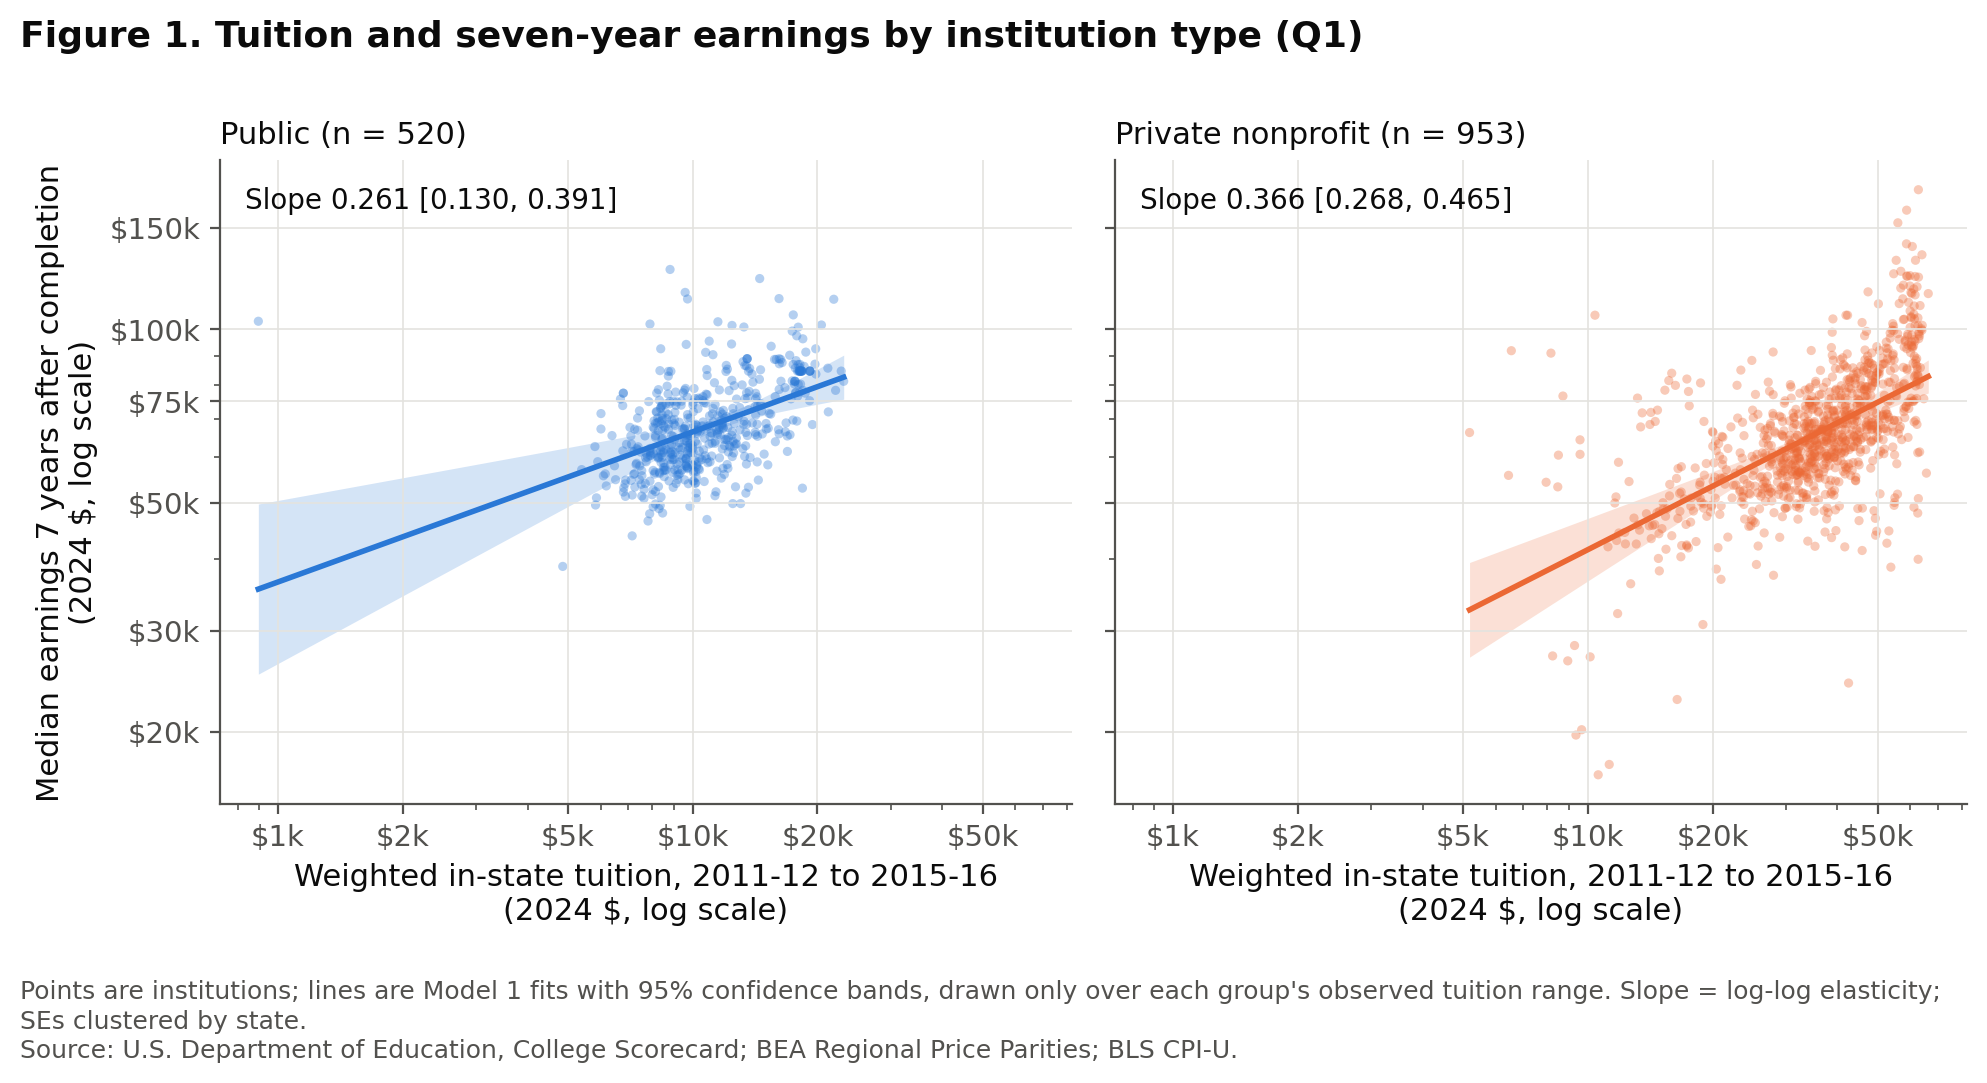 Figure 1. Tuition and seven-year earnings by institution type (Q1)
Public (n = 520)
Slope 0.261 [0.130, 0.391]
Median earnings 7 years after completion
(2024 $, log scale)
$150k
$100k
$75k
$50k
$30k
$20k
$1k
$2k
$5k
$10k
$20k
$50k
Weighted in-state tuition, 2011-12 to 2015-16
(2024 $, log scale)
Private nonprofit (n = 953)
Slope 0.366 [0.268, 0.465]
$1k
$2k
$5k
$10k
$20k
$50k
Weighted in-state tuition, 2011-12 to 2015-16
(2024 $, log scale)
Points are institutions; lines are Model 1 fits with 95% confidence bands, drawn only over each group's observed tuition range. Slope = log-log elasticity;
SEs clustered by state.
Source: U.S. Department of Education, College Scorecard; BEA Regional Price Parities; BLS CPI-U.